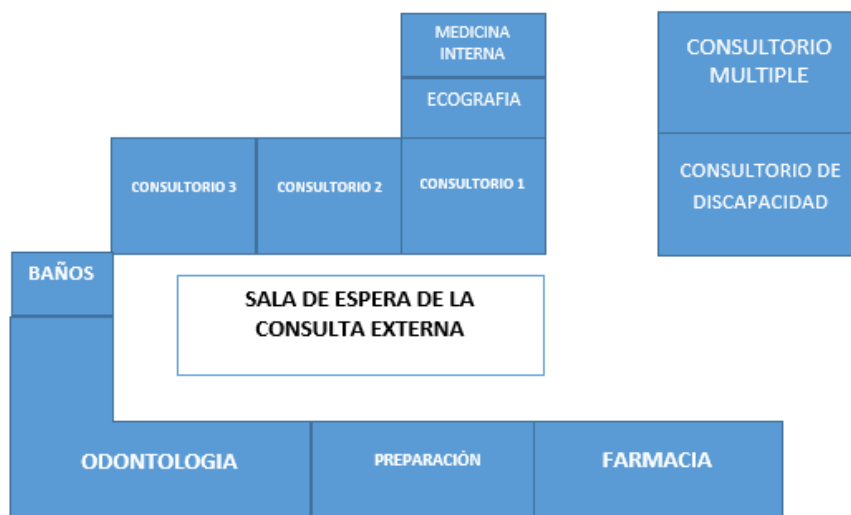 MEDICINA
INTERNA
ECOGRAFIA
CONSULTORIO
MULTIPLE
CONSULTORIO 3
CONSULTORIO 2
CONSULTORIO 1
CONSULTORIO DE
DISCAPACIDAD
BAÑOS
SALA DE ESPERA DE LA
CONSULTA EXTERNA
ODONTOLOGIA
PREPARACIÓN
FARMACIA